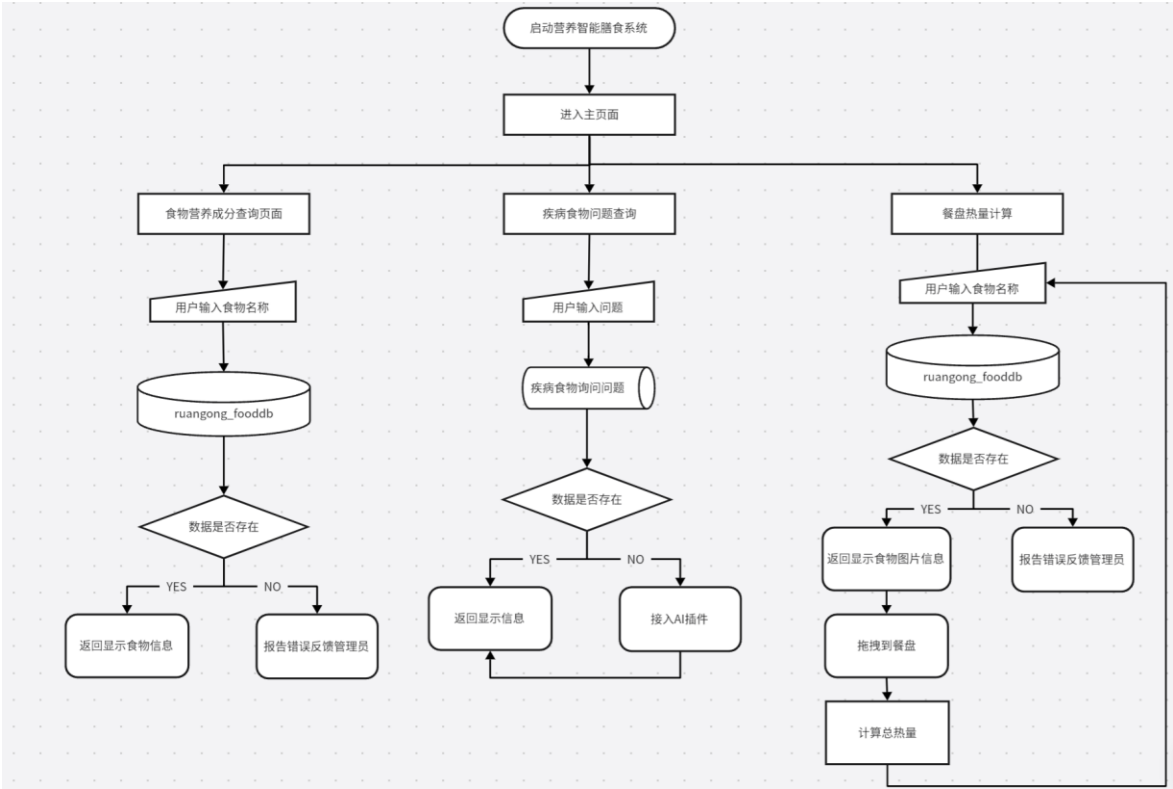 启动营养智能膳食系统
进入主页面
食物营养成分查询页面
疾病食物问题查询
餐盘热量计算
用户输入食物名称
用户输入问题
用户输入食物名称
ruangong_fooddb
疾病食物询问问题
ruangong_fooddb
数据是否存在
数据是否存在
数据是否存在
YES
NO
YES
NO
YES
NO
返回显示食物信息
报告错误反馈管理员
返回显示信息
接入AI插件
返回显示食物图片信息
报告错误反馈管理员
拖拽到餐盘
计算总热量